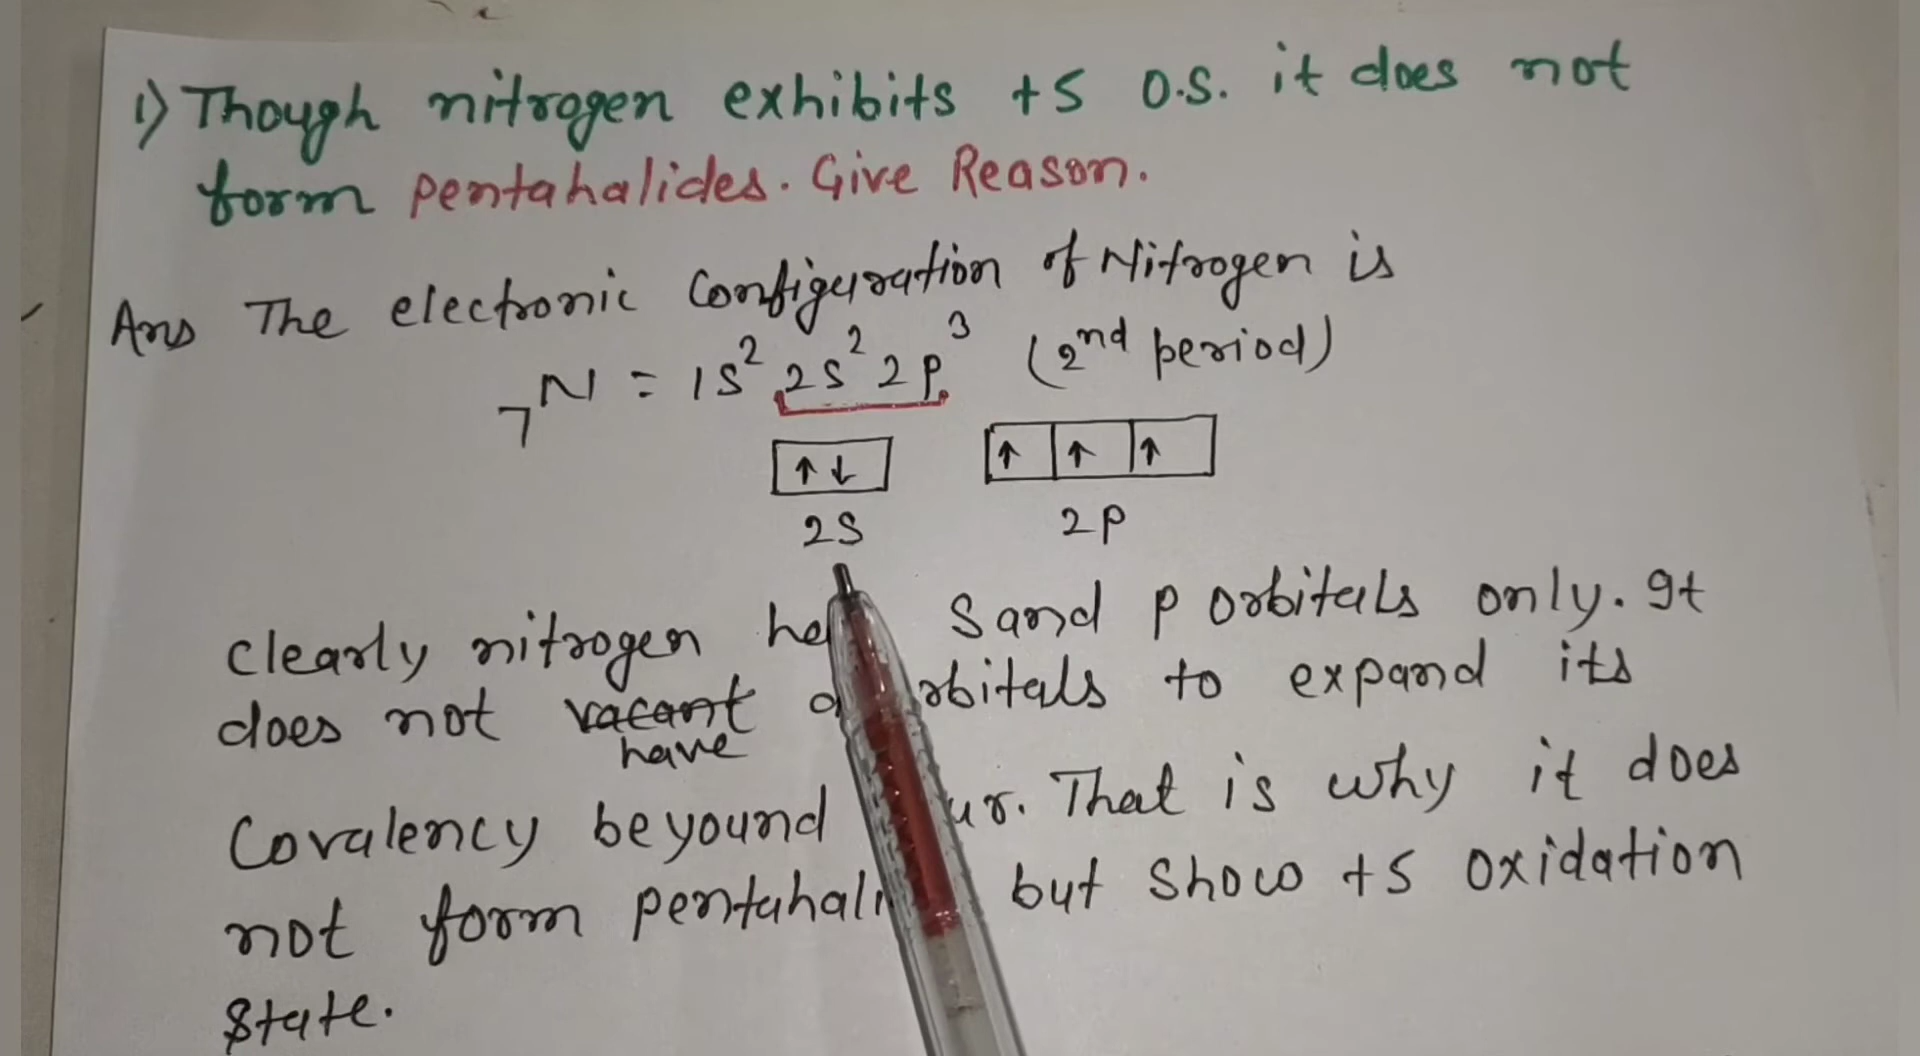 1) Though nitrogen exhibits +5 O.S. it does not
form pentahalides. Give Reason.
Ans The electronic Configuration of Nitrogen is
₇N = 1S² 2S² 2P³ (2nd period)
↑↓ ↑ ↑ ↑
2S 2P
Clearly nitrogen S and P orbitals only. It
does not vacant orbitals to expand its
have
Covalency beyound That is why it does
not form but show +5 oxidation
State.